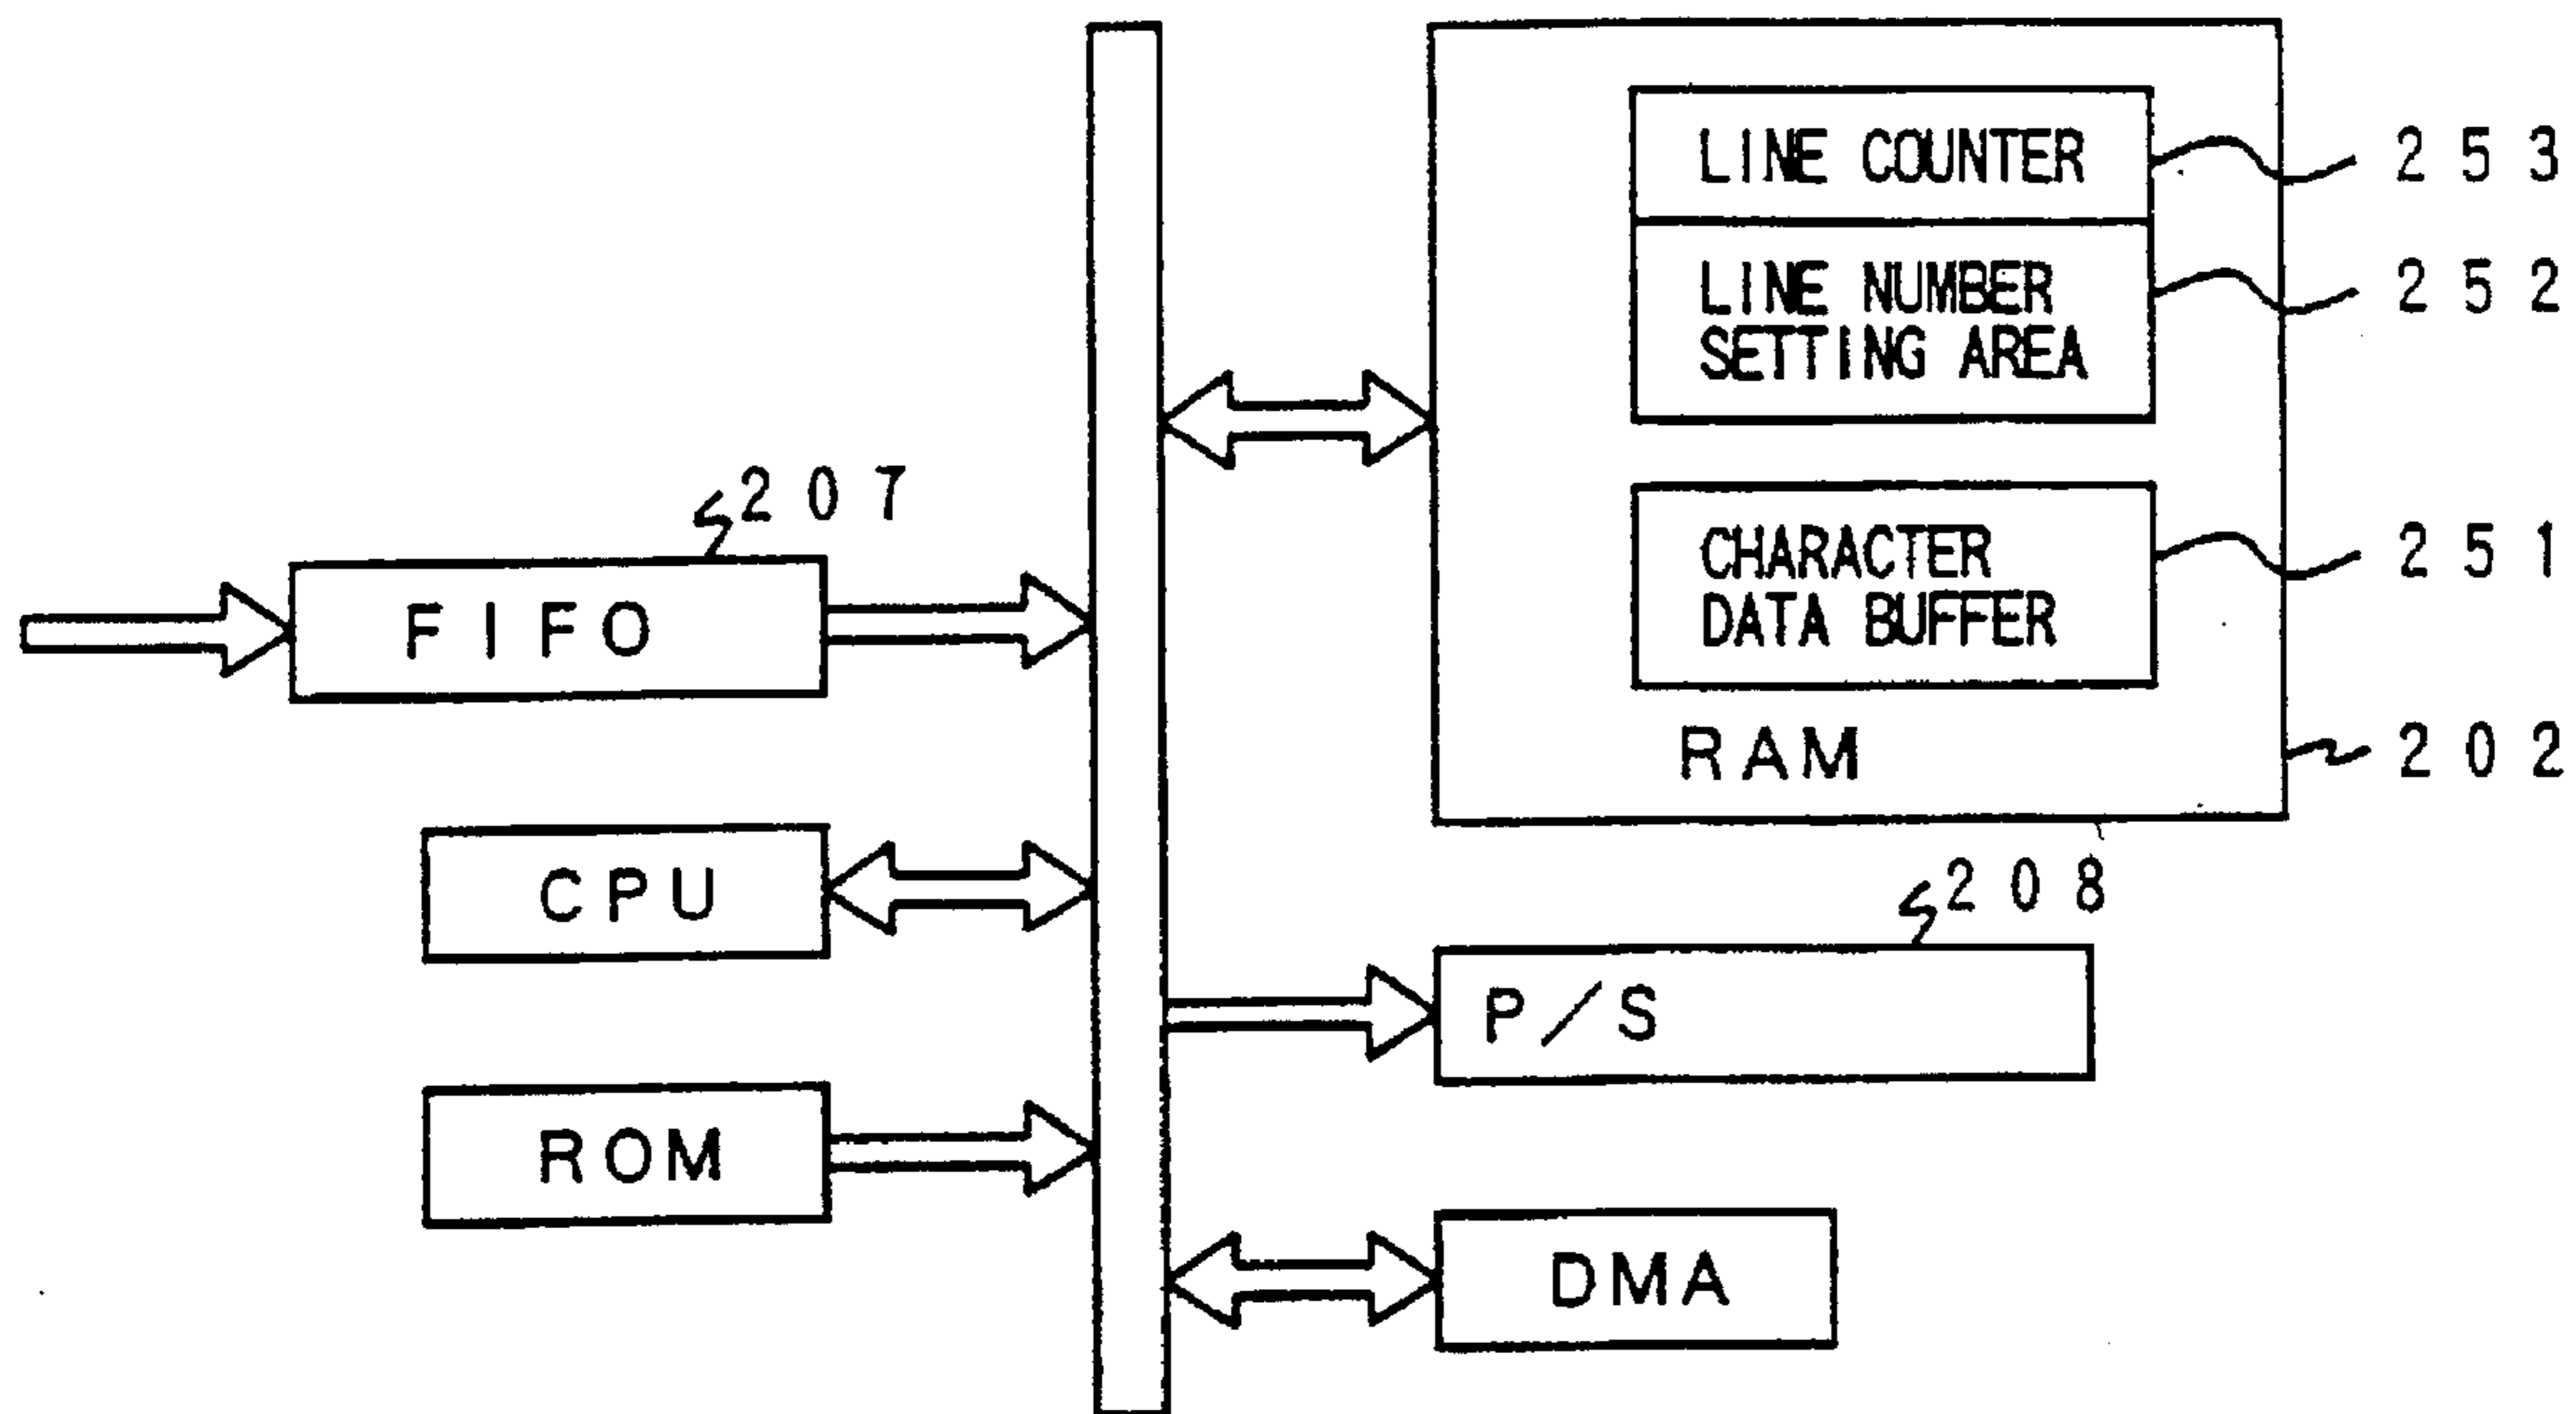 LINE COUNTER
253
LINE NUMBER
SETTING AREA
252
207
FIFO
CHARACTER
DATA BUFFER
251
RAM
202
CPU
208
P/S
ROM
DMA